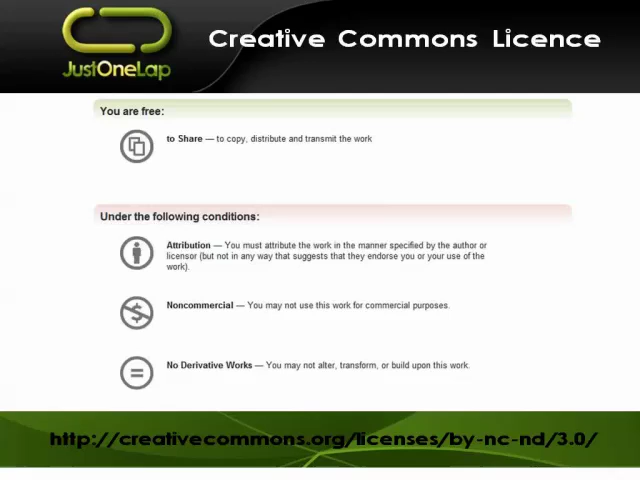 JustOneLap
Creative Commons Licence
You are free:
to Share — to copy, distribute and transmit the work
Under the following conditions:
Attribution — You must attribute the work in the manner specified by the author or
licensor (but not in any way that suggests that they endorse you or your use of the
work).
Noncommercial — You may not use this work for commercial purposes.
No Derivative Works — You may not alter, transform, or build upon this work.
http://creativecommons.org/licenses/by-nc-nd/3.0/